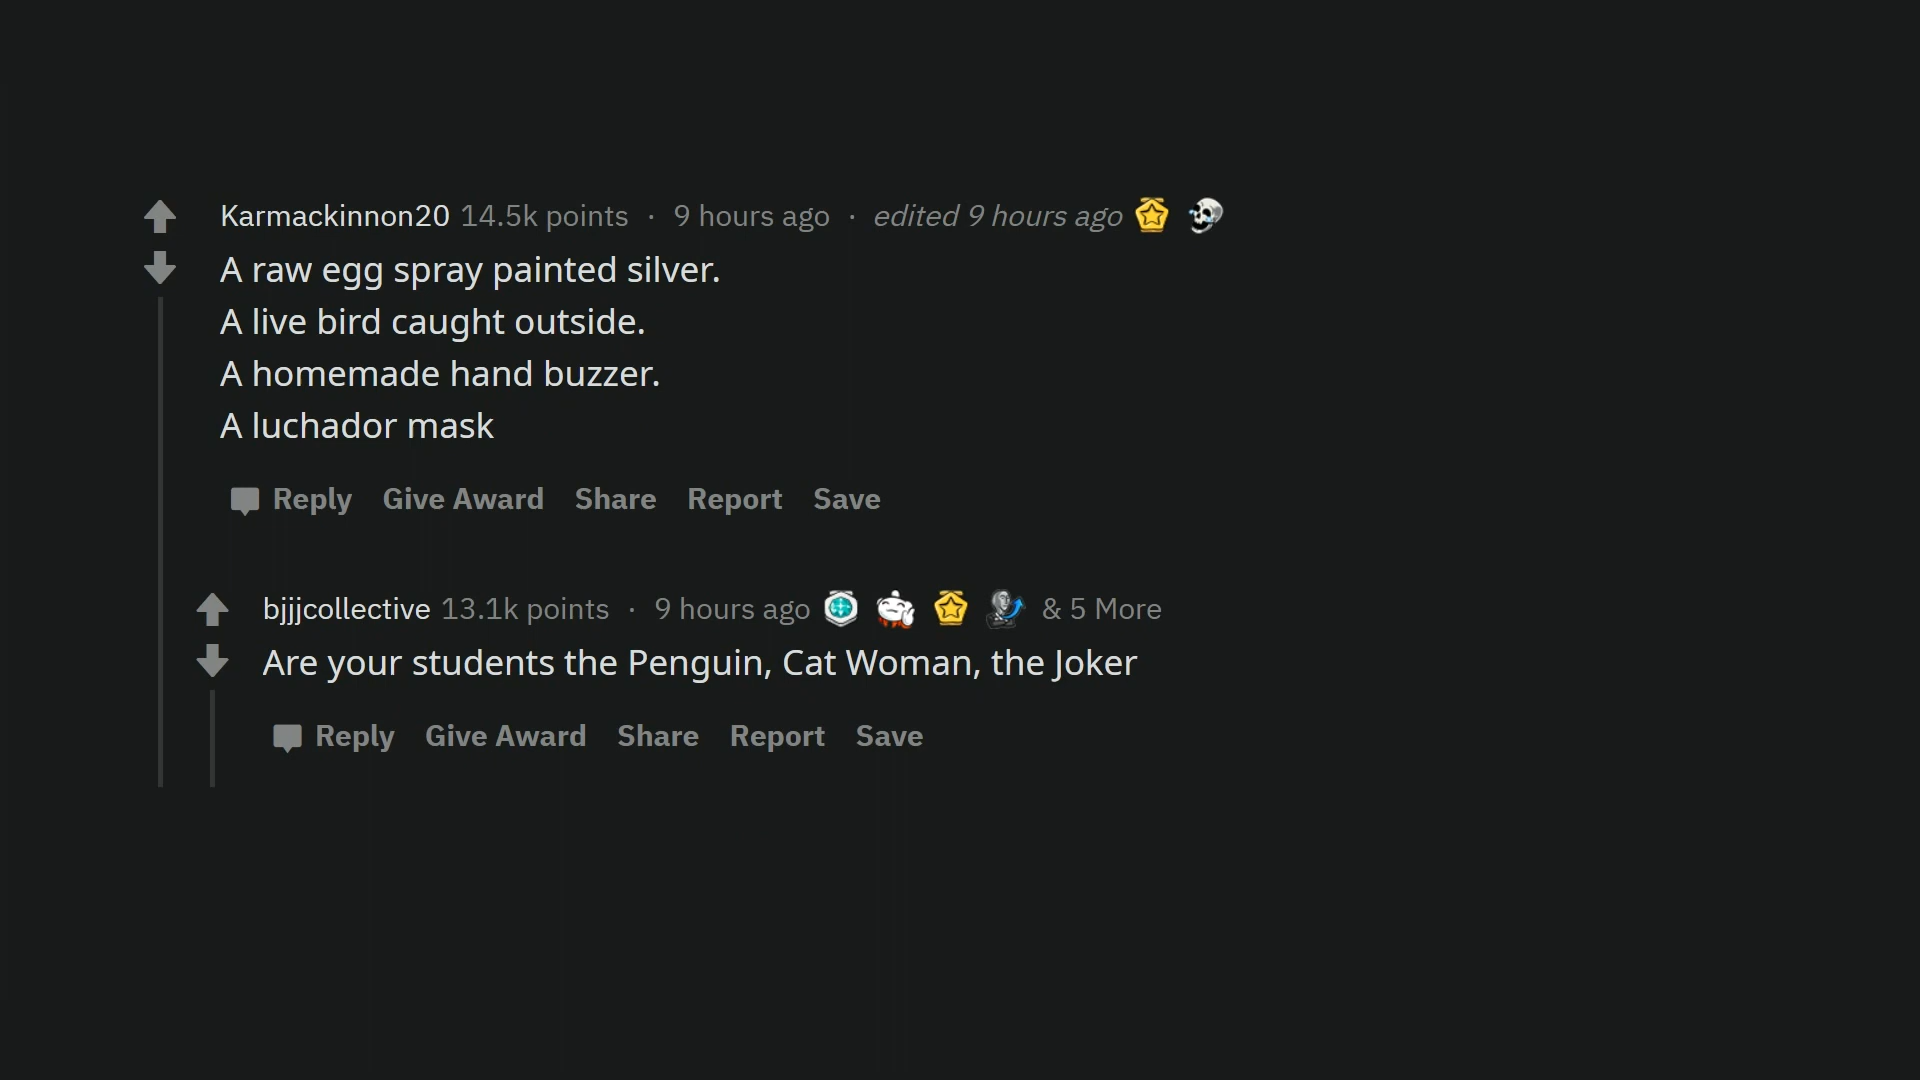 Karmackinnon20 14.5k points · 9 hours ago · edited 9 hours ago
A raw egg spray painted silver.
A live bird caught outside.
A homemade hand buzzer.
A luchador mask
Reply Give Award Share Report Save
bjjjcollective 13.1k points · 9 hours ago & 5 More
Are your students the Penguin, Cat Woman, the Joker
Reply Give Award Share Report Save